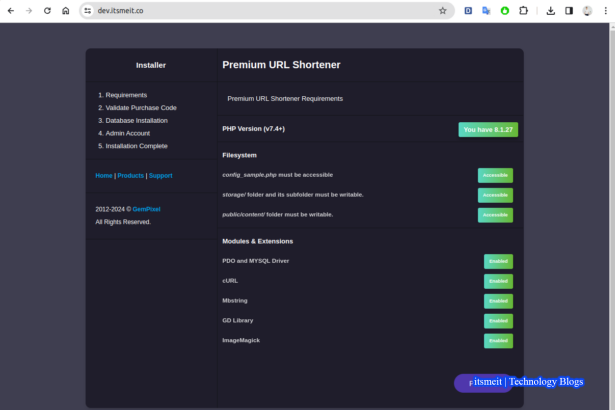 dev.itsmeit.co
Installer
1. Requirements
2. Validate Purchase Code
3. Database Installation
4. Admin Account
5. Installation Complete
Home | Products | Support
2012-2024 © GemPixel
All Rights Reserved.
Premium URL Shortener
Premium URL Shortener Requirements
PHP Version (v7.4+)
You have 8.1.27
Filesystem
config_sample.php must be accessible
Accessible
storage/ folder and its subfolder must be writable.
Accessible
public/content/ folder must be writable.
Accessible
Modules & Extensions
PDO and MYSQL Driver
Enabled
cURL
Enabled
Mbstring
Enabled
GD Library
Enabled
ImageMagick
Enabled
itsmeit | Technology Blogs